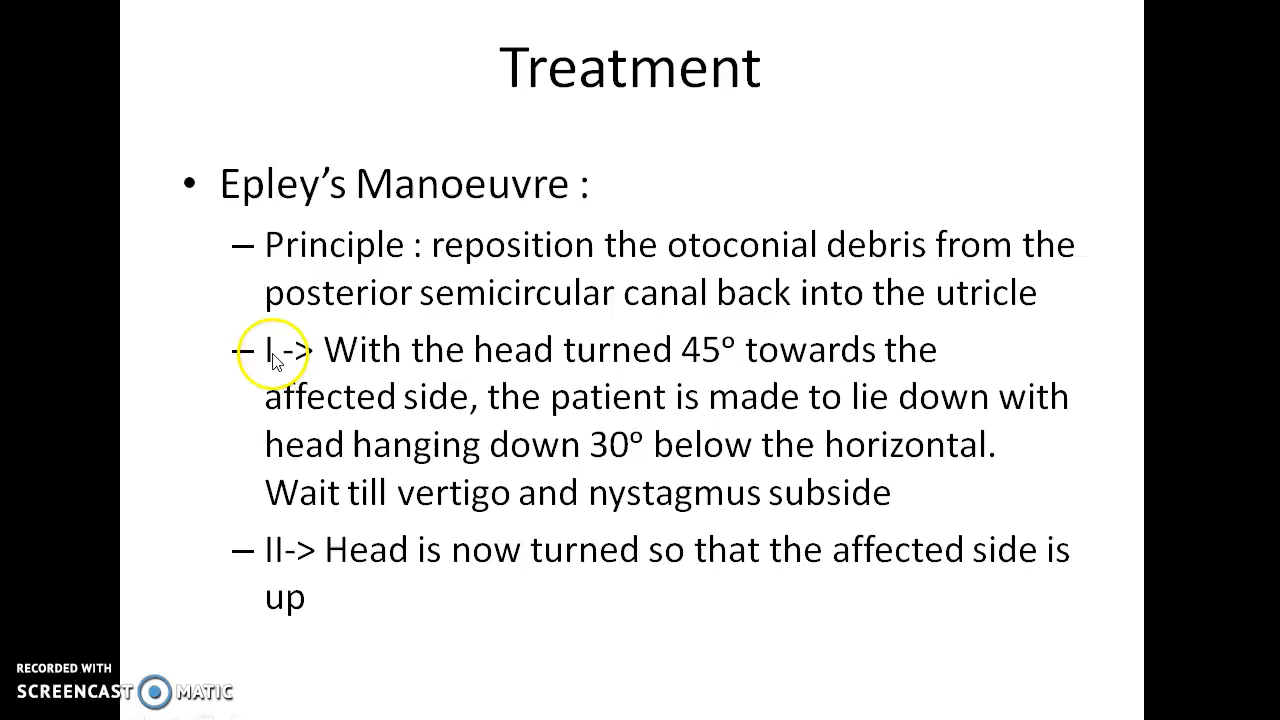 Treatment
• Epley’s Manoeuvre :
– Principle : reposition the otoconial debris from the
posterior semicircular canal back into the utricle
– I -> With the head turned 45º towards the
affected side, the patient is made to lie down with
head hanging down 30º below the horizontal.
Wait till vertigo and nystagmus subside
– II-> Head is now turned so that the affected side is
up
RECORDED WITH
SCREENCAST MATIC